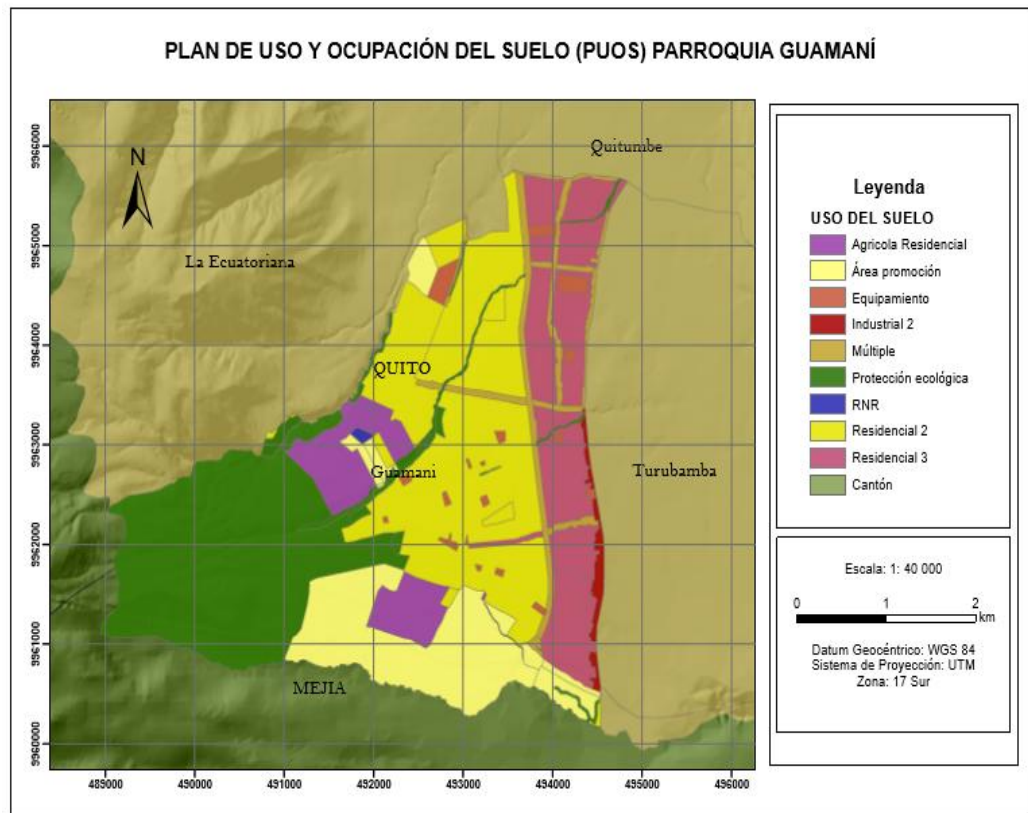 PLAN DE USO Y OCUPACIÓN DEL SUELO (PUOS) PARROQUIA GUAMANÍ
9966000
9965000
9964000
9963000
9962000
9961000
9960000
N
Quitumbe
La Ecuatoriana
QUITO
Guamani
Turubamba
MEJIA
489000 490000 491000 492000 493000 494000 495000 496000
Leyenda
USO DEL SUELO
Agricola Residencial
Área promoción
Equipamiento
Industrial 2
Múltiple
Protección ecológica
RNR
Residencial 2
Residencial 3
Cantón
Escala: 1: 40 000
0 1 2
km
Datum Geocéntrico: WGS 84
Sistema de Proyección: UTM
Zona: 17 Sur